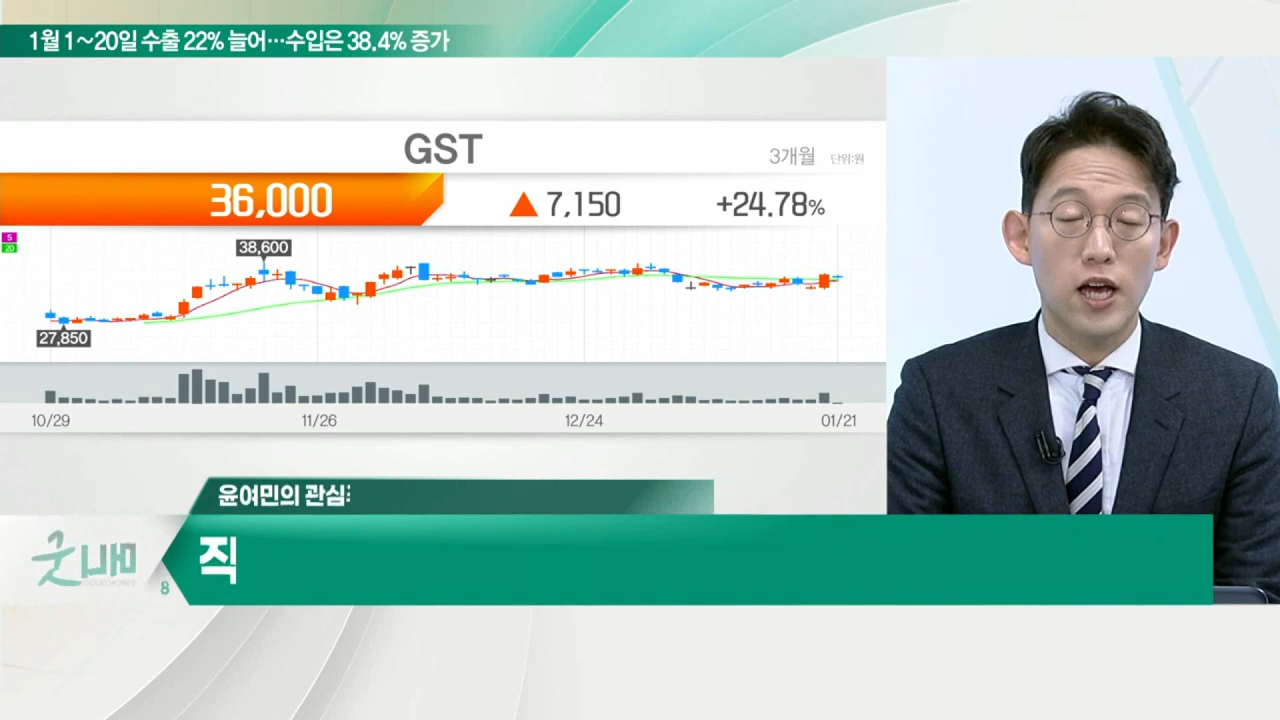 1월 1~20일 수출 22% 늘어…수입은 38.4% 증가
GST
3개월 단위:원
36,000 ▲ 7,150 +24.78%
5
20
38,600
27,850
10/29 11/26 12/24 01/21
윤여민의 관심
직
굿머니
8